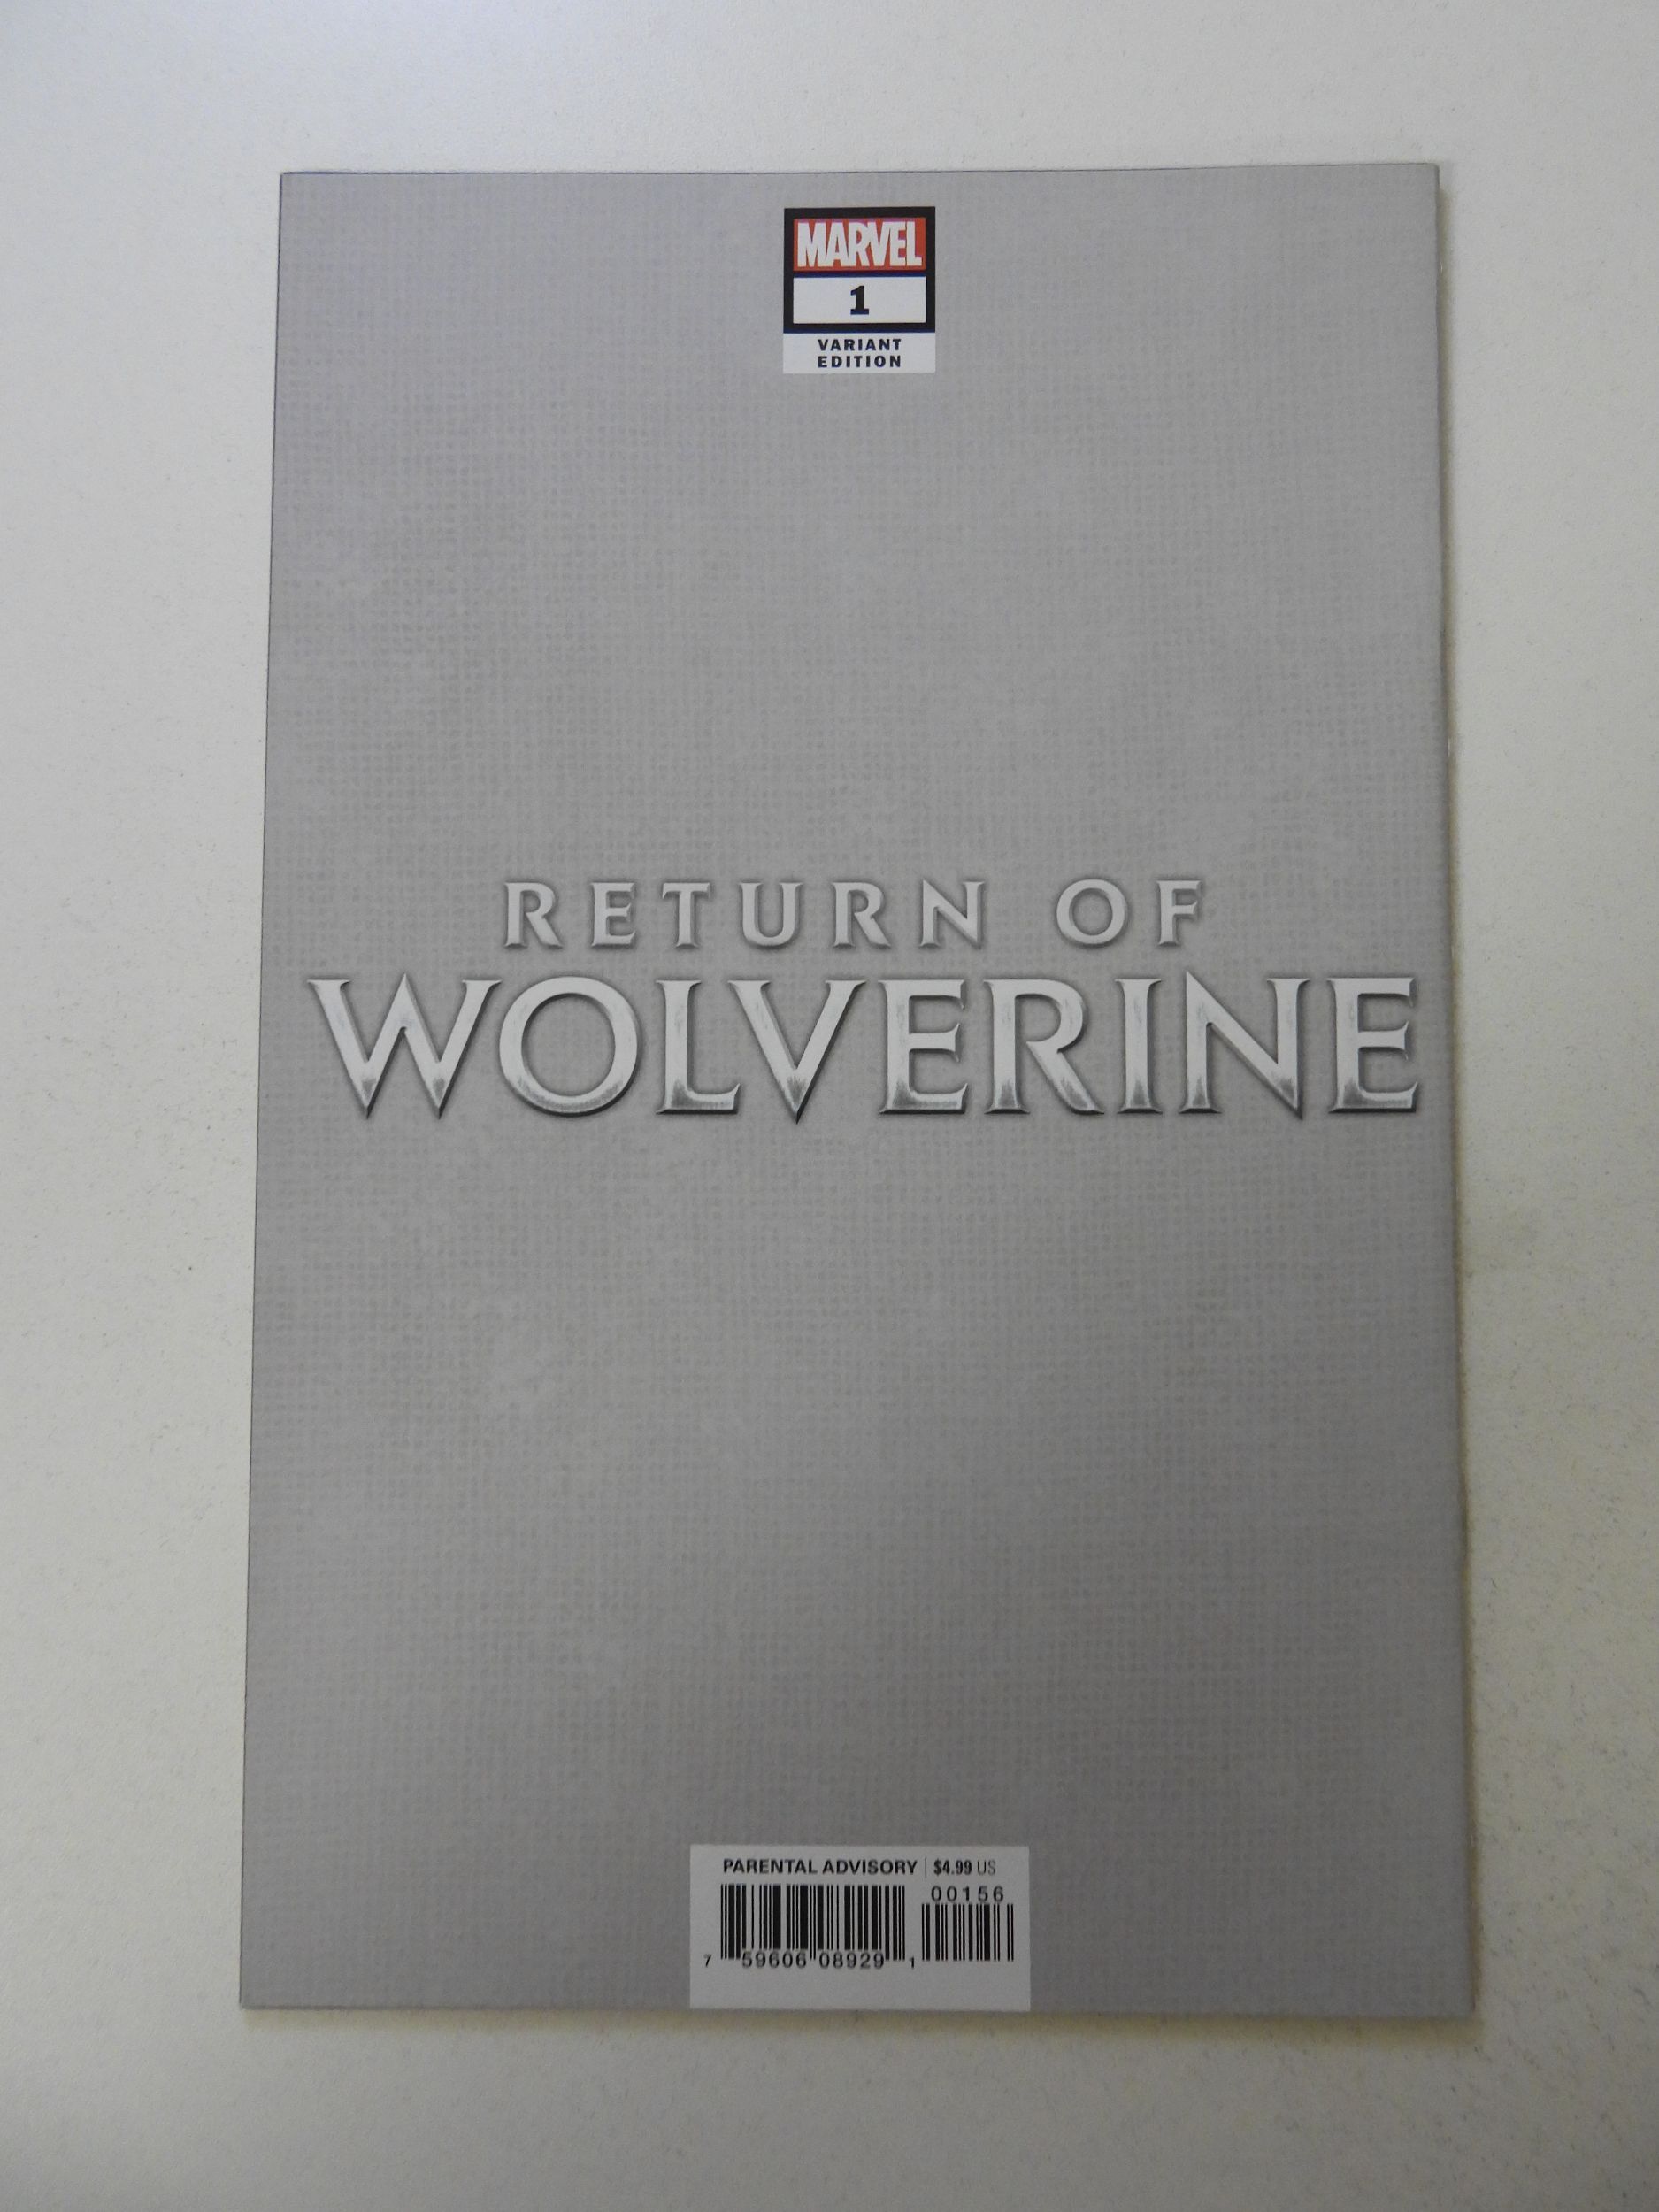 MARVEL
1
VARIANT
EDITION
RETURN OF
WOLVERINE
PARENTAL ADVISORY | $4.99 US
00156
7 59606 08929 1